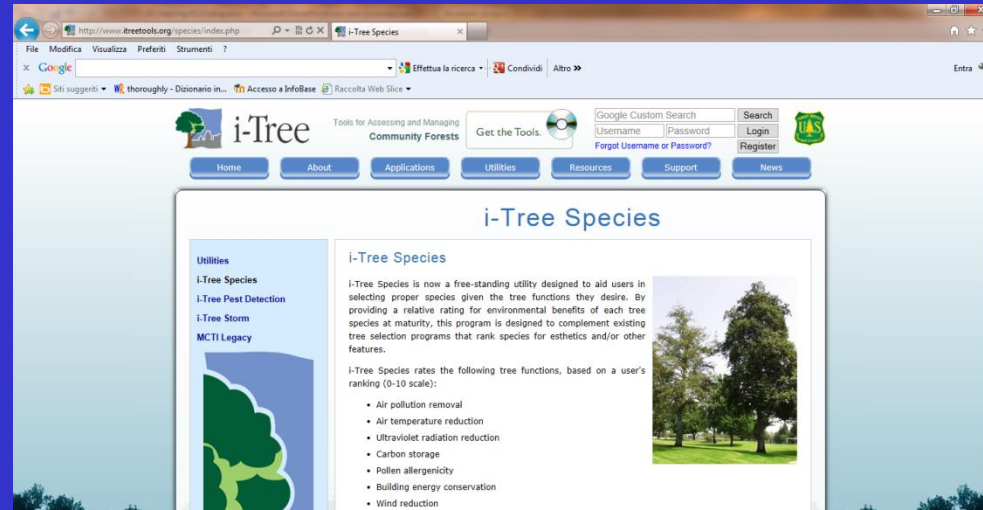 http://www.itreetools.org/species/index.php
i-Tree Species
File Modifica Visualizza Preferiti Strumenti ?
x Google Effettua la ricerca Condividi Altro » Entra
Siti suggeriti thoroughly - Dizionario in... Accesso a InfoBase Raccolta Web Slice
i-Tree
Tools for Assessing and Managing
Community Forests
Get the Tools.
Google Custom Search Search
Username Password Login
Forgot Username or Password? Register
UAS
Home About Applications Utilities Resources Support News
i-Tree Species
Utilities
i-Tree Species
i-Tree Pest Detection
i-Tree Storm
MCTI Legacy
i-Tree Species
i-Tree Species is now a free-standing utility designed to aid users in
selecting proper species given the tree functions they desire. By
providing a relative rating for environmental benefits of each tree
species at maturity, this program is designed to complement existing
tree selection programs that rank species for esthetics and/or other
features.
i-Tree Species rates the following tree functions, based on a user's
ranking (0-10 scale):
• Air pollution removal
• Air temperature reduction
• Ultraviolet radiation reduction
• Carbon storage
• Pollen allergenicity
• Building energy conservation
• Wind reduction